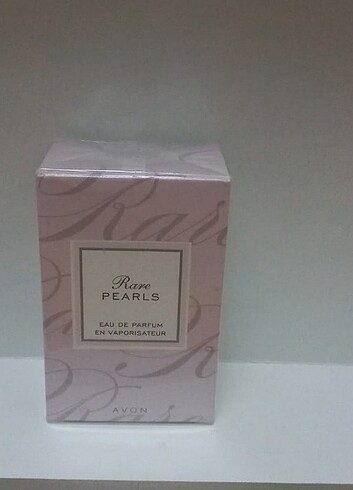 Rare
PEARLS
EAU DE PARFUM
EN VAPORISATEUR
AVON